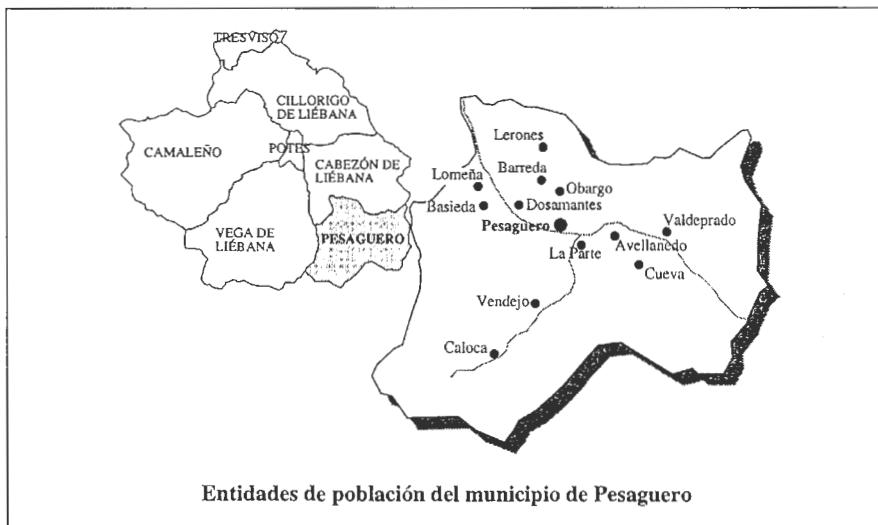 TRESVISO
CILLORIGO
DE LIÉBANA
CAMALEÑO
POTES
CABEZÓN DE
LIÉBANA
VEGA DE
LIÉBANA
PESAGUERO
Lerones
Barreda
Lomeña
Obargo
Basieda
Dosamantes
Pesaguero
Valdeprado
La Parte
Avellanedo
Cueva
Vendejo
Caloca
Entidades de población del municipio de Pesaguero